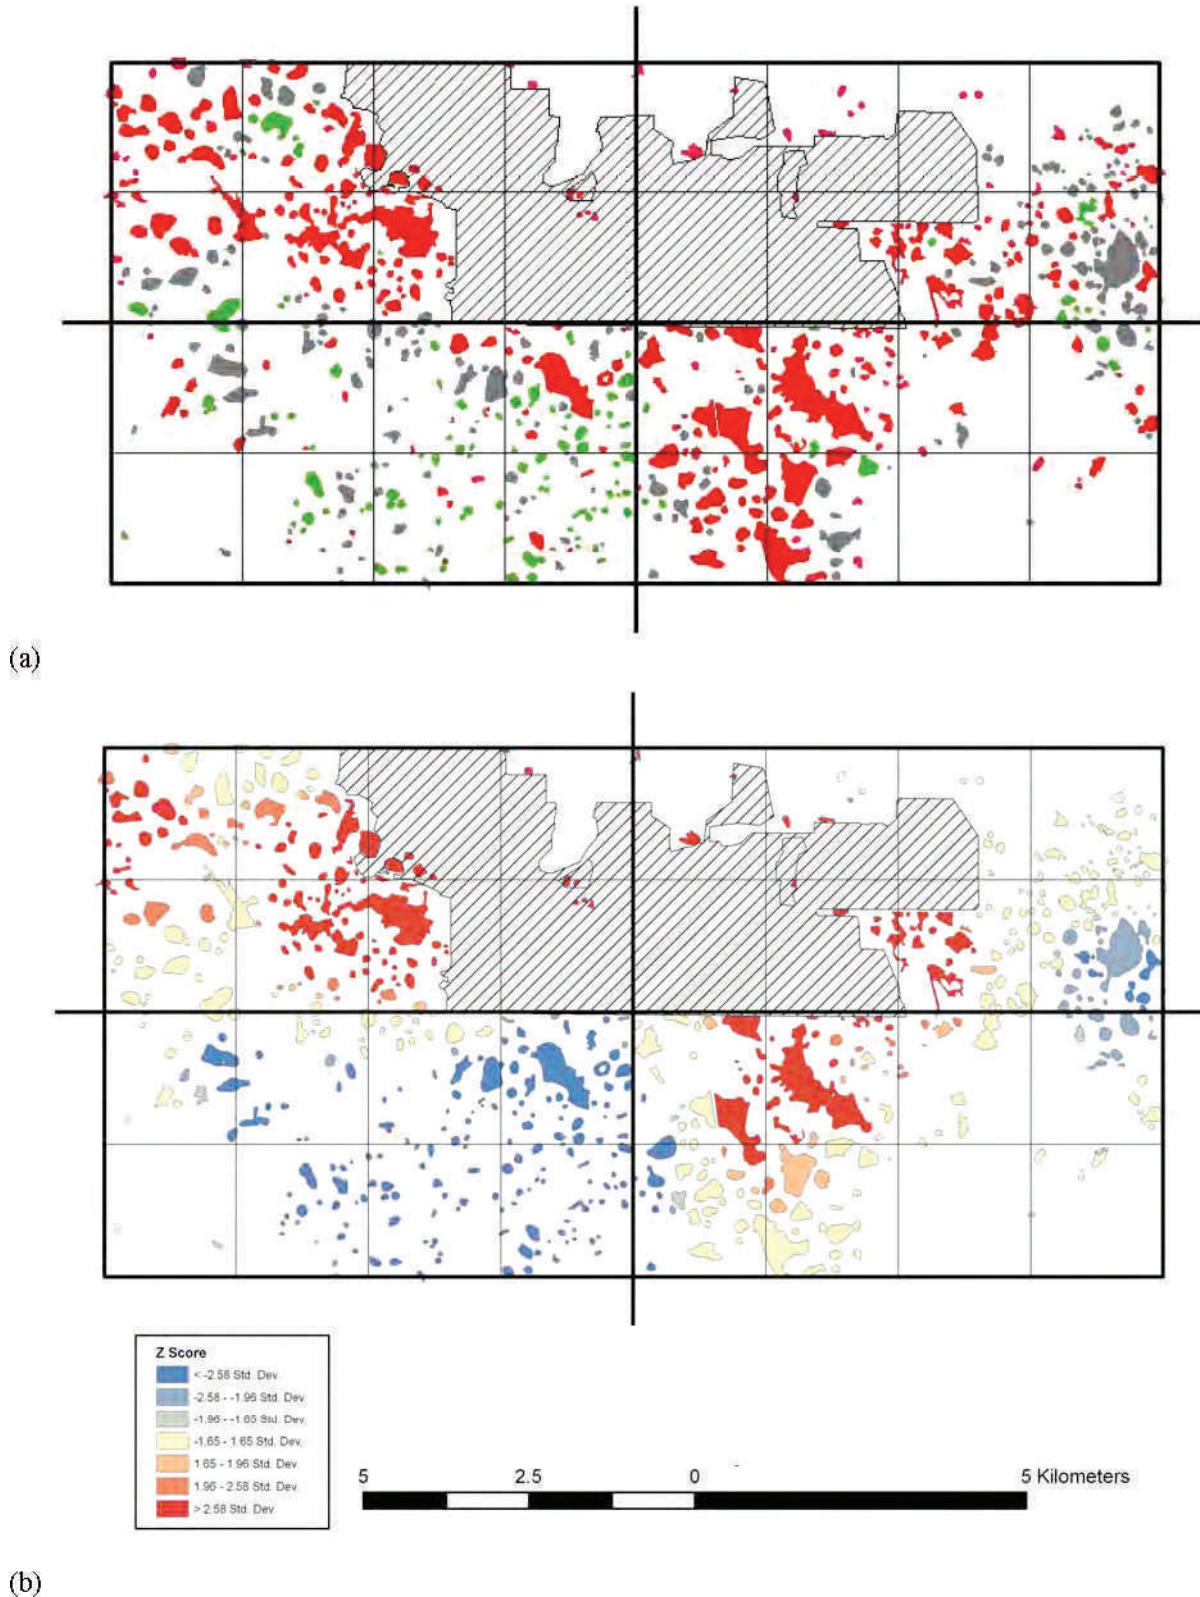 (a)
Z Score
< -2.58 Std. Dev.
-2.58 - -1.96 Std. Dev.
-1.96 - -1.65 Std. Dev.
-1.65 - 1.65 Std. Dev.
1.65 - 1.96 Std. Dev.
1.96 - 2.58 Std. Dev.
> 2.58 Std. Dev.
5 2.5 0 5 Kilometers
(b)